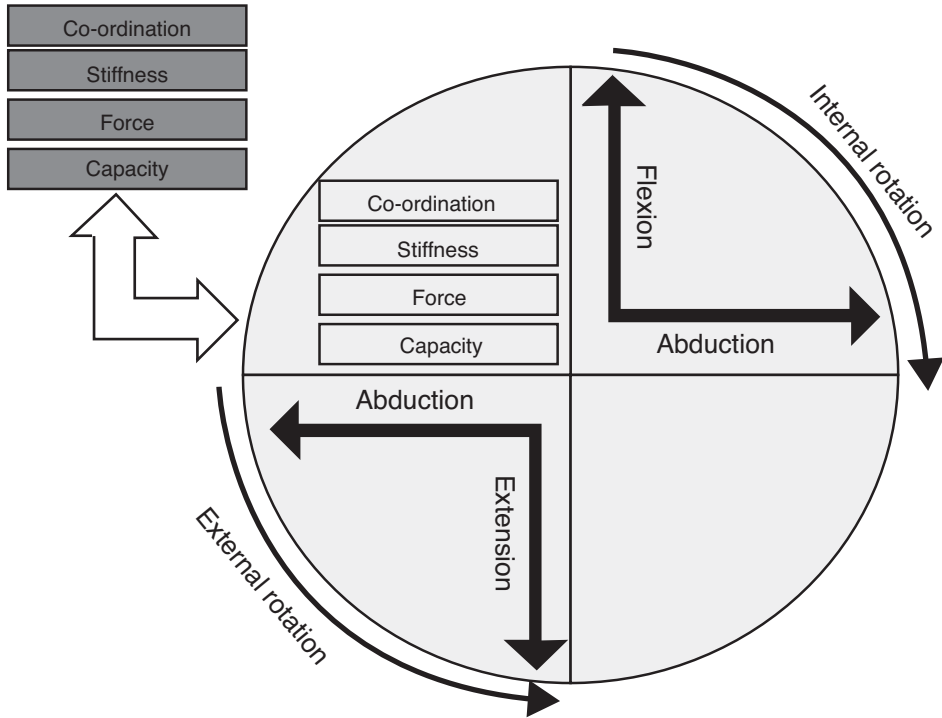 Co-ordination
Stiffness
Force
Capacity
Co-ordination
Stiffness
Force
Capacity
Flexion
Abduction
Internal rotation
Abduction
Extension
External rotation